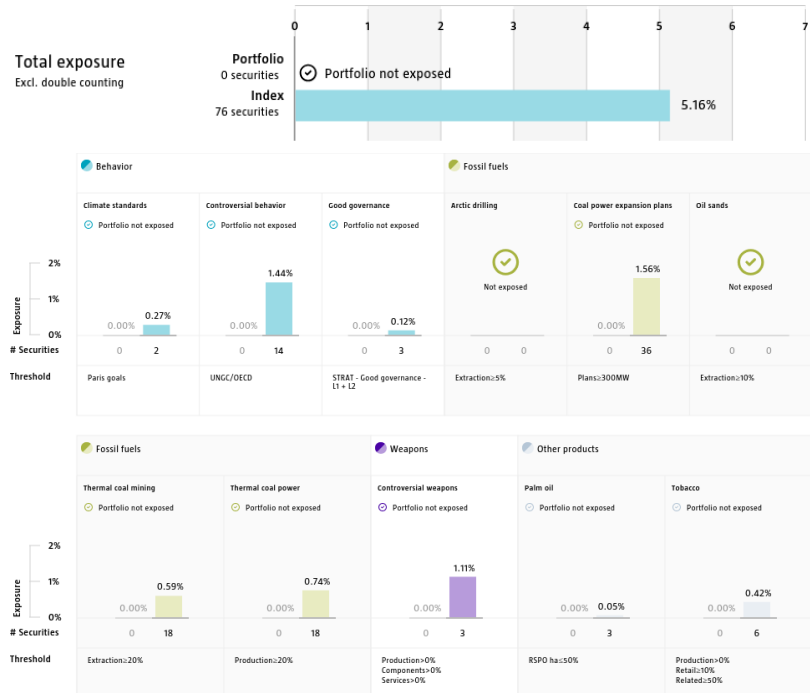 0 1 2 3 4 5 6 7
Total exposure
Excl. double counting
Portfolio
0 securities
Portfolio not exposed
Index
76 securities
5.16%
Behavior
Fossil fuels
Climate standards
Controversial behavior
Good governance
Arctic drilling
Coal power expansion plans
Oil sands
Portfolio not exposed
Portfolio not exposed
Portfolio not exposed
Portfolio not exposed
Not exposed
Not exposed
Exposure
2%
1%
0%
0.00% 0.27%
0.00% 1.44%
0.00% 0.12%
0.00% 1.56%
# Securities
0 2
0 14
0 3
0 0
0 36
0 0
Threshold
Paris goals
UNGC/OECD
STRAT - Good governance -
L1 + L2
Extraction≥5%
Plans≥300MW
Extraction≥10%
Fossil fuels
Weapons
Other products
Thermal coal mining
Thermal coal power
Controversial weapons
Palm oil
Tobacco
Portfolio not exposed
Portfolio not exposed
Portfolio not exposed
Portfolio not exposed
Portfolio not exposed
Exposure
2%
1%
0%
0.00% 0.59%
0.00% 0.74%
0.00% 1.11%
0.00% 0.05%
0.00% 0.42%
# Securities
0 18
0 18
0 3
0 3
0 6
Threshold
Extraction≥20%
Production≥20%
Production>0%
Components>0%
Services>0%
RSPO ha≤50%
Production>0%
Retail≥10%
Related≥50%